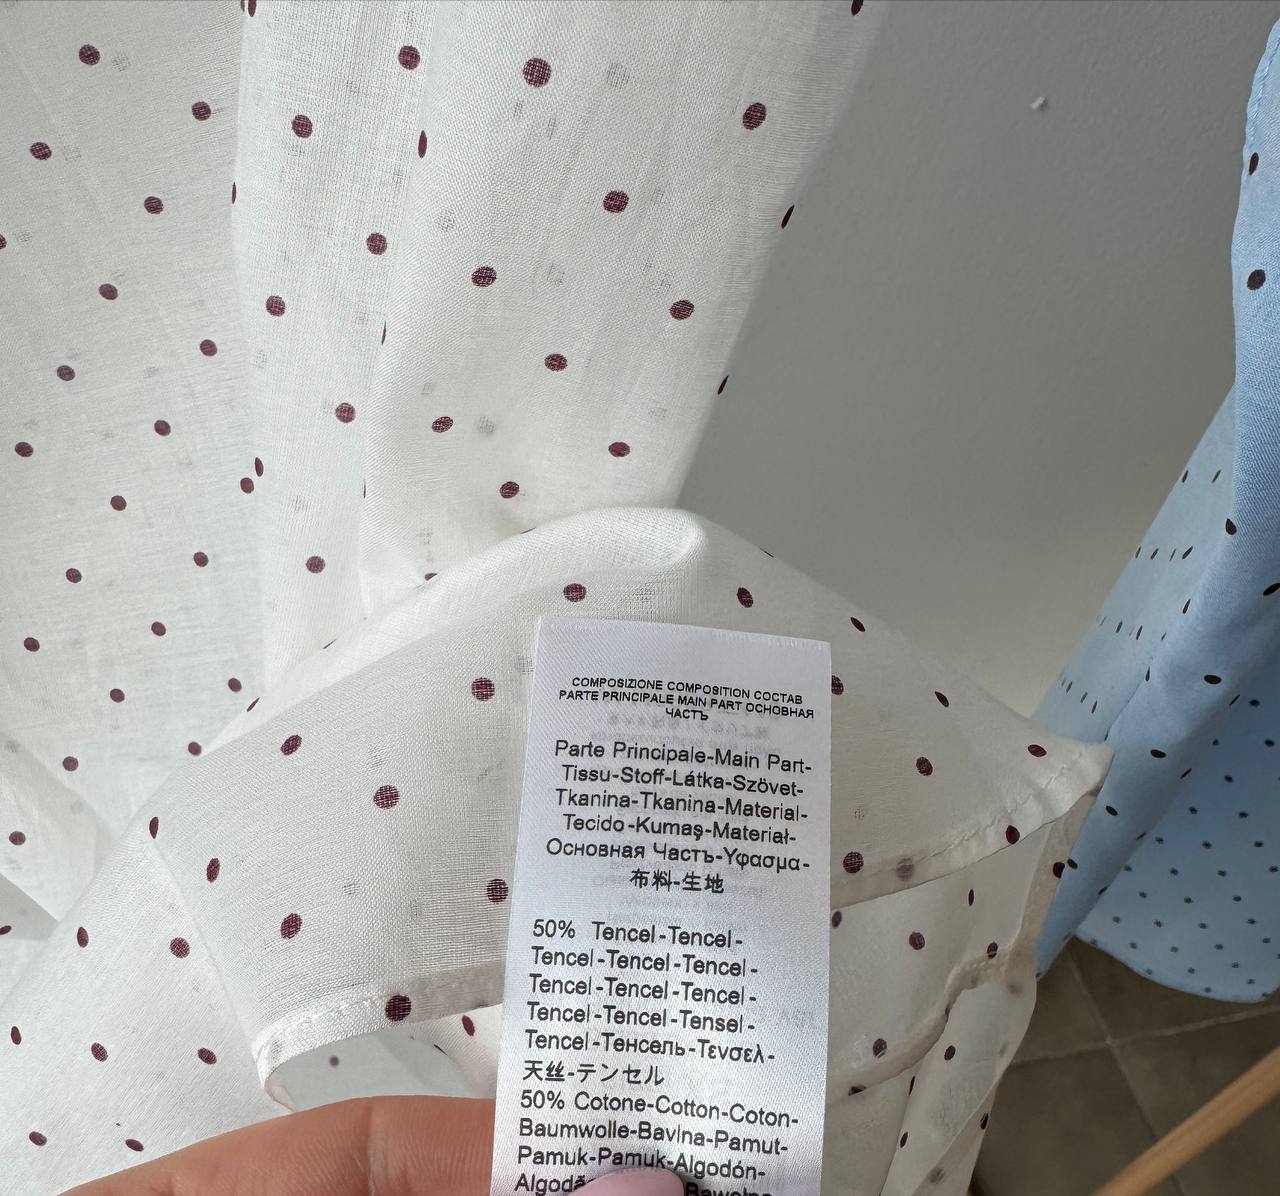 COMPOSIZIONE COMPOSITION СОСТАВ
PARTE PRINCIPALE MAIN PART ОСНОВНАЯ
ЧАСТЪ
Parte Principale-Main Part-
Tissu-Stoff-Látka-Szövet-
Tkanina-Tkanina-Material-
Tecido-Kumaş-Materiał-
Основная Частъ-Υφασμα-
布料-生地
50% Tencel-Tencel-
Tencel-Tencel-Tencel-
Tencel-Tencel-Tencel-
Tencel-Tencel-Tensel-
Tencel-Тенсель-Τενσελ-
天丝-テンセル
50% Cotone-Cotton-Coton-
Baumwolle-Bavlna-Pamut-
Pamuk-Pamuk-Algodón-